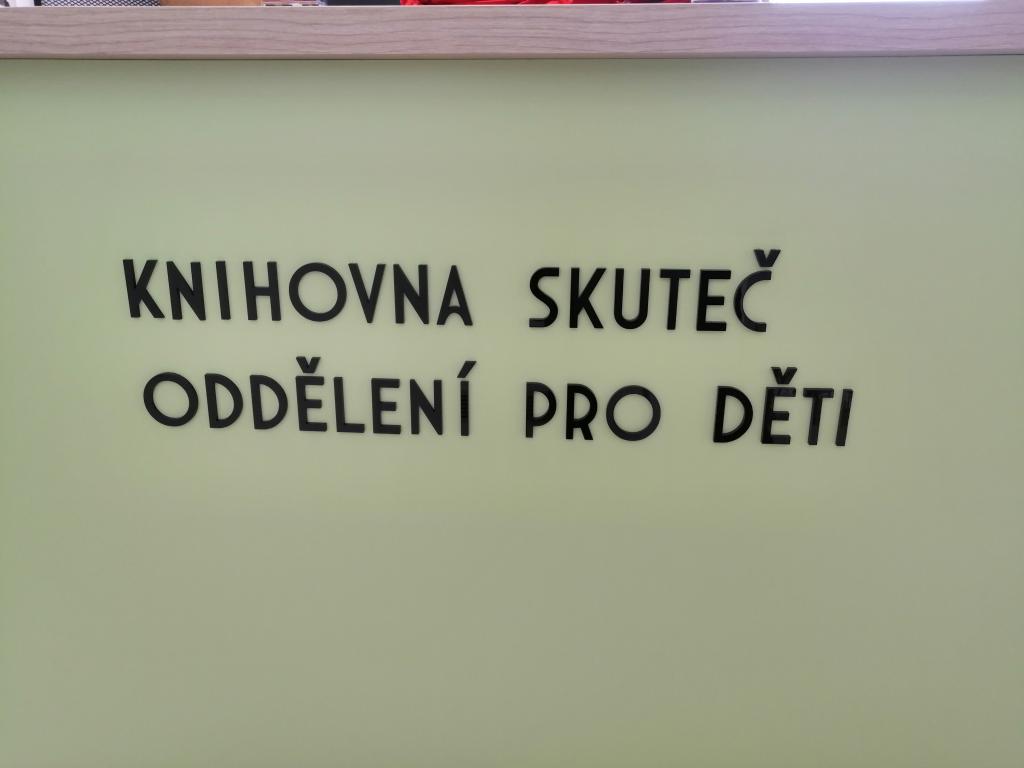 KNIHOVNA SKUTEČ
ODDĚLENÍ PRO DĚTI